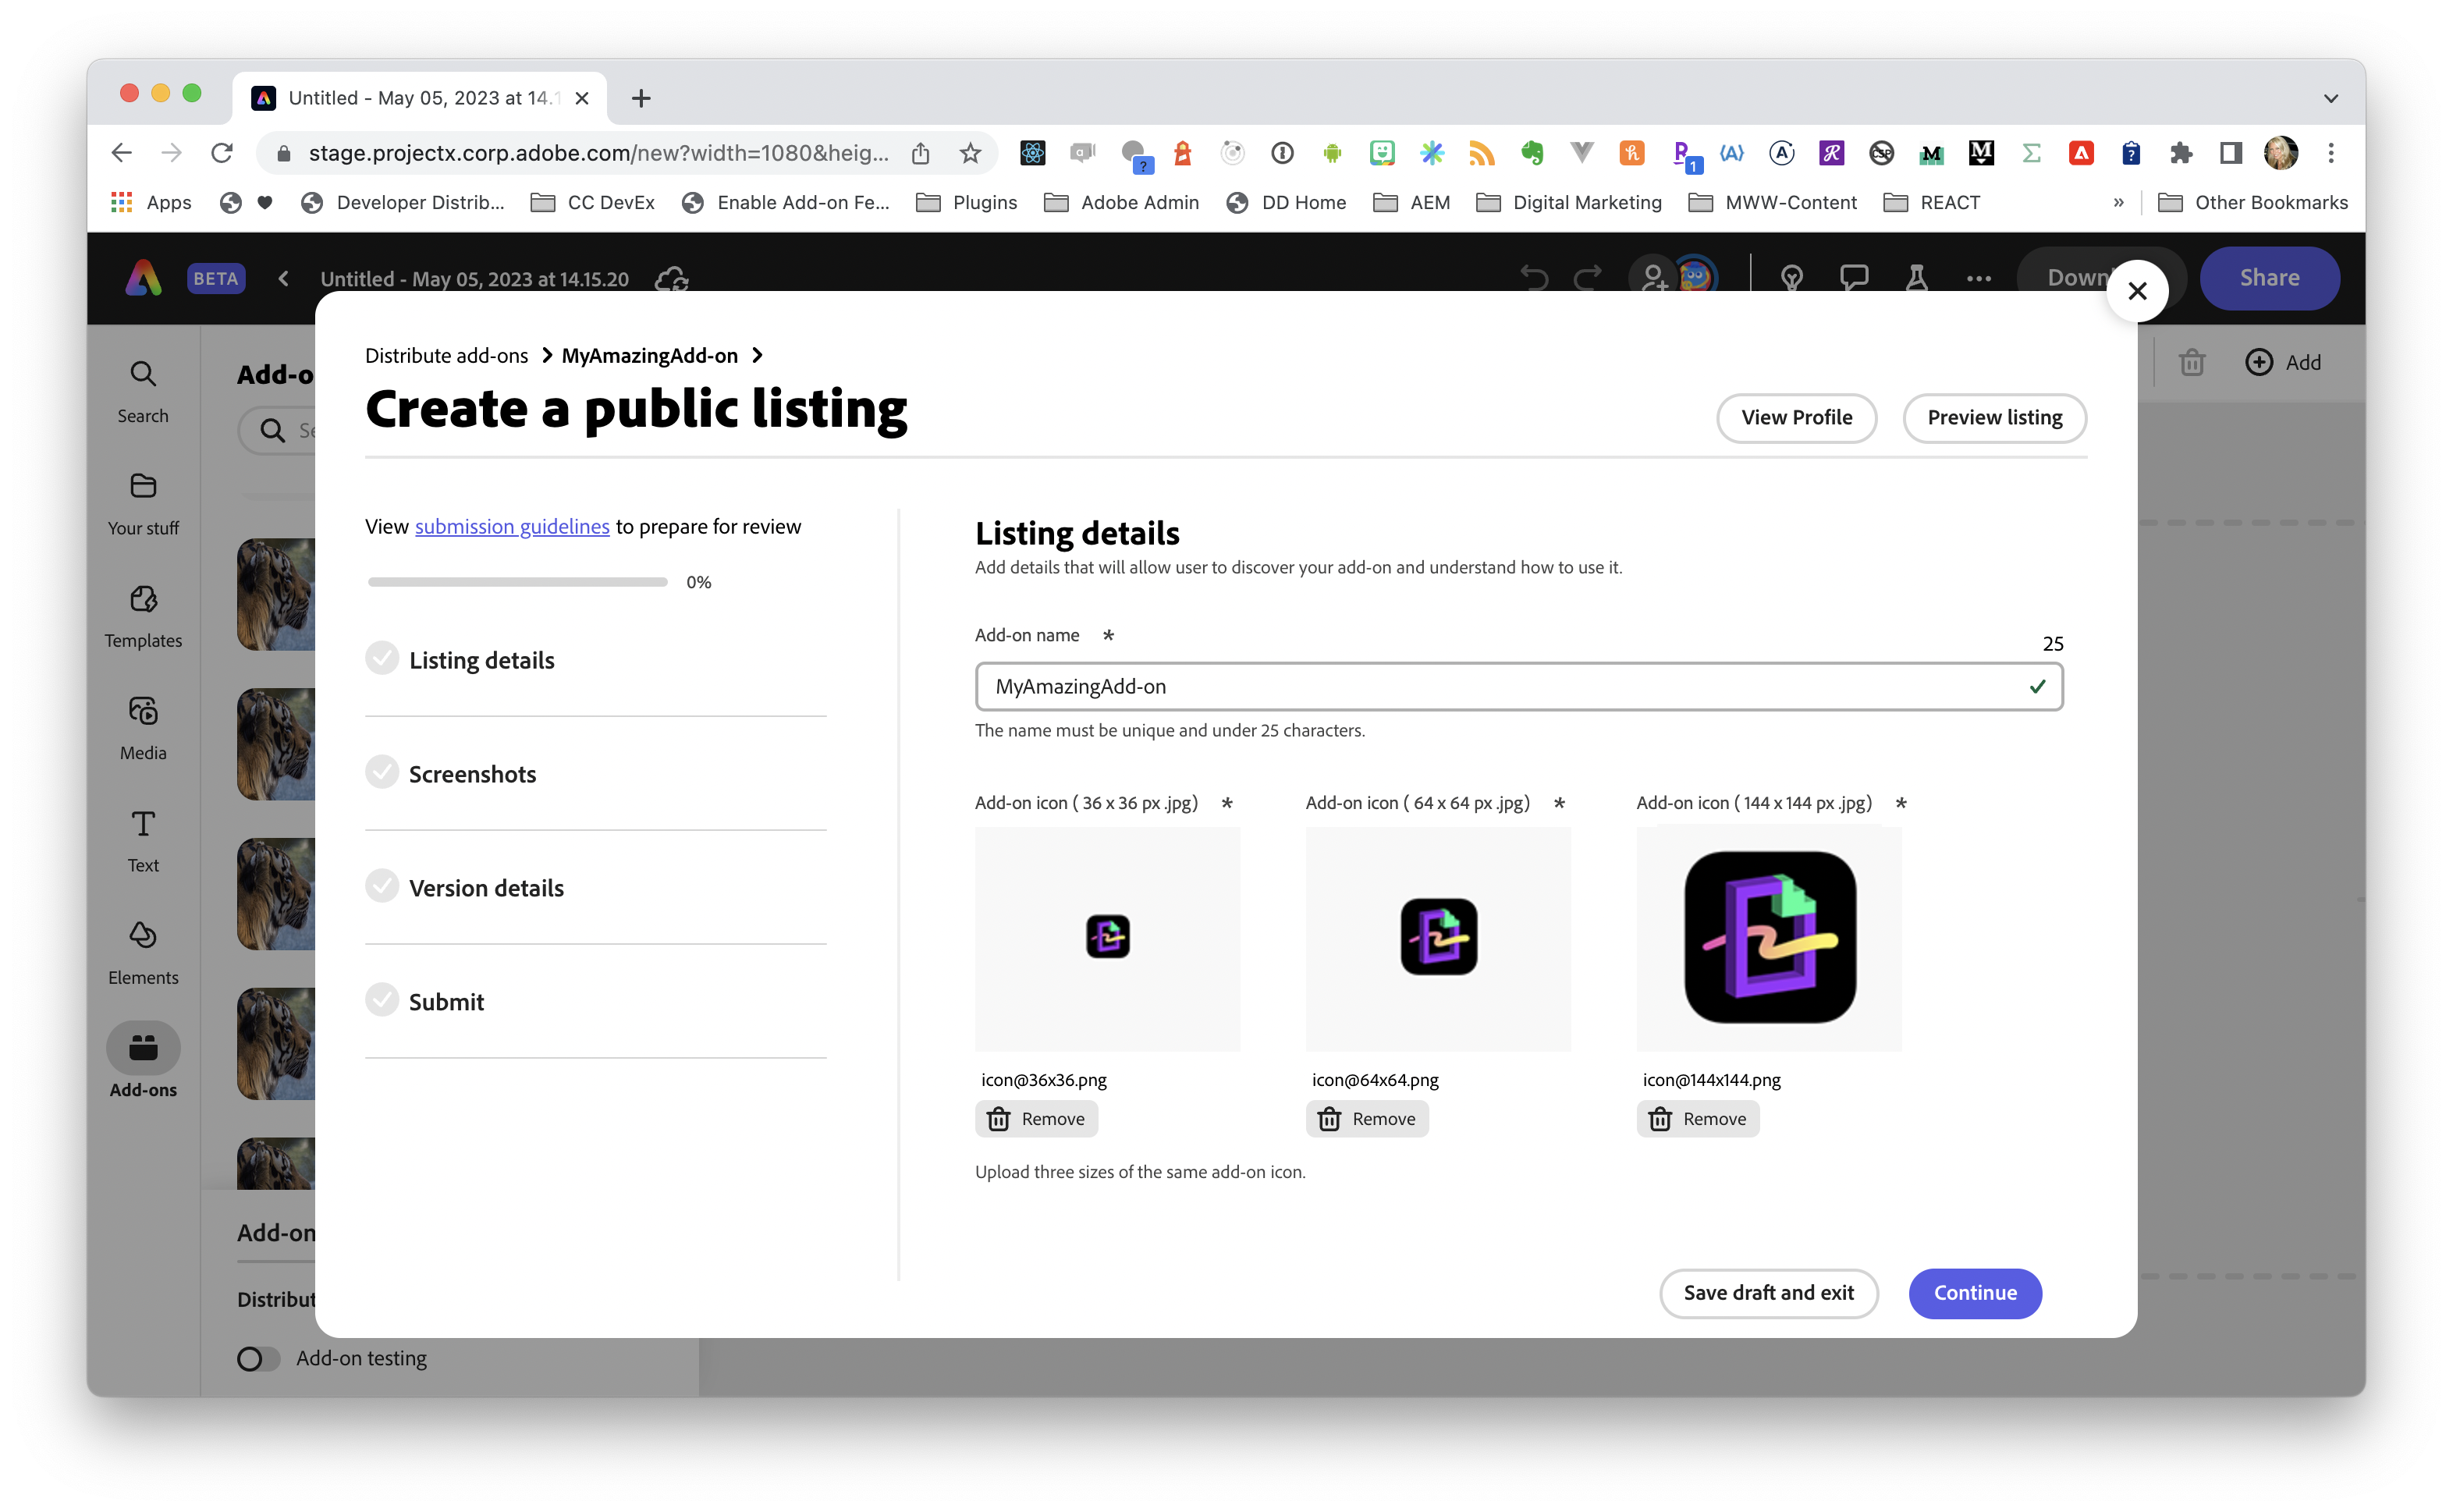 Untitled - May 05, 2023 at 14.1
stage.projectx.corp.adobe.com/new?width=1080&heig...
?
1
Apps
Developer Distrib...
CC DevEx
Enable Add-on Fe...
Plugins
Adobe Admin
DD Home
AEM
Digital Marketing
MWW-Content
REACT
»
Other Bookmarks
BETA
Untitled - May 05, 2023 at 14.15.20
Down
Share
Add
Search
Your stuff
Templates
Media
Text
Elements
Add-ons
Add-o
Se
Add-on
Distribut
Add-on testing
Distribute add-ons > MyAmazingAdd-on >
Create a public listing
View Profile
Preview listing
View submission guidelines to prepare for review
0%
Listing details
Screenshots
Version details
Submit
Listing details
Add details that will allow user to discover your add-on and understand how to use it.
Add-on name *
25
MyAmazingAdd-on
The name must be unique and under 25 characters.
Add-on icon ( 36 x 36 px .jpg) *
Add-on icon ( 64 x 64 px .jpg) *
Add-on icon ( 144 x 144 px .jpg) *
icon@36x36.png
icon@64x64.png
icon@144x144.png
Remove
Remove
Remove
Upload three sizes of the same add-on icon.
Save draft and exit
Continue